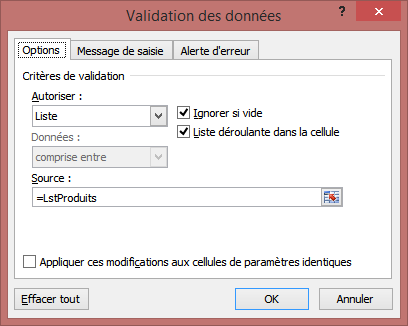 Validation des données
Options
Message de saisie
Alerte d'erreur
Critères de validation
Autoriser :
Liste
Ignorer si vide
Liste déroulante dans la cellule
Données :
comprise entre
Source :
=LstProduits
Appliquer ces modifications aux cellules de paramètres identiques
Effacer tout
OK
Annuler